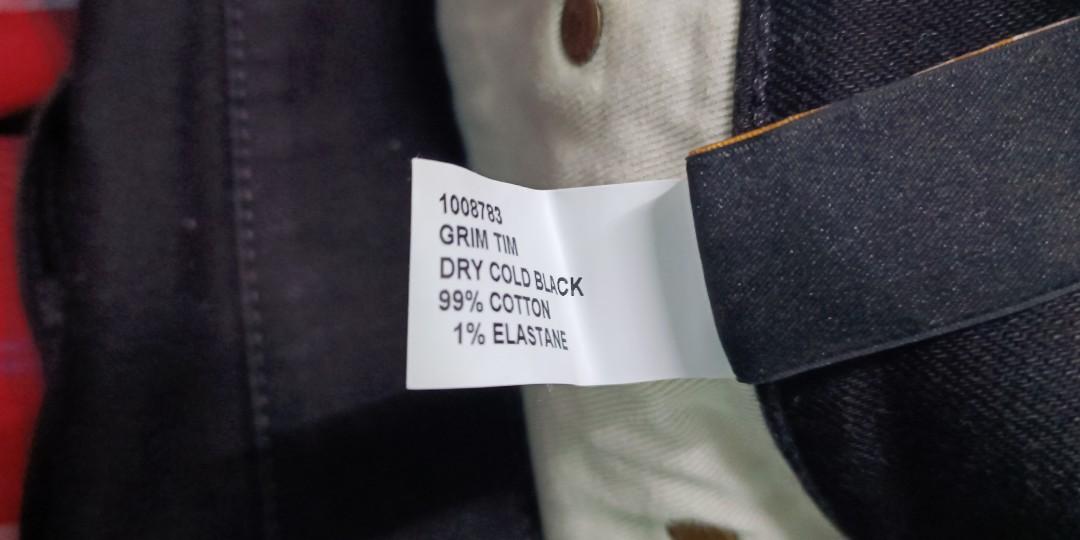 1008783
GRIM TIM
DRY COLD BLACK
99% COTTON
1% ELASTANE